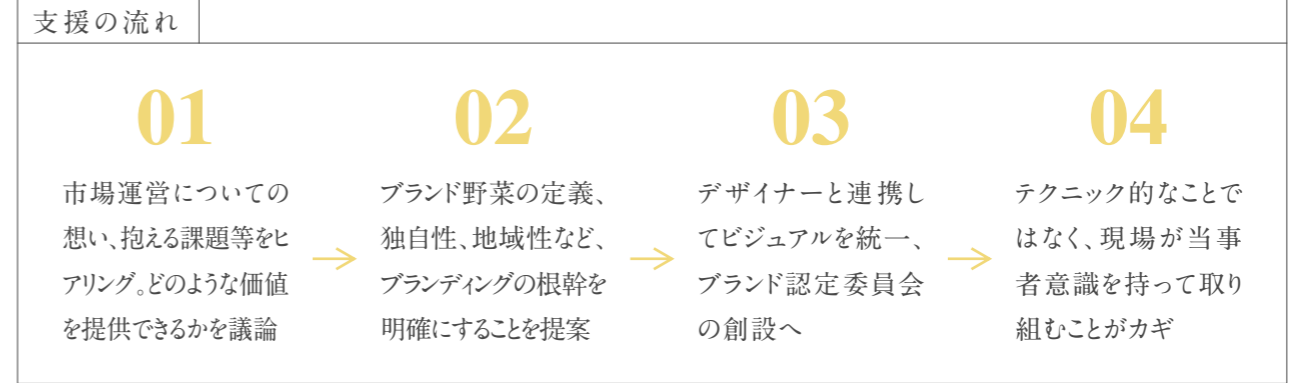 支援の流れ
01
市場運営についての
想い、抱える課題等をヒ
アリング。どのような価値
を提供できるかを議論
02
ブランド野菜の定義、
独自性、地域性など、
ブランディングの根幹を
明確にすることを提案
03
デザイナーと連携し
てビジュアルを統一、
ブランド認定委員会
の創設へ
04
テクニック的なことで
はなく、現場が当事
者意識を持って取り
組むことがカギ